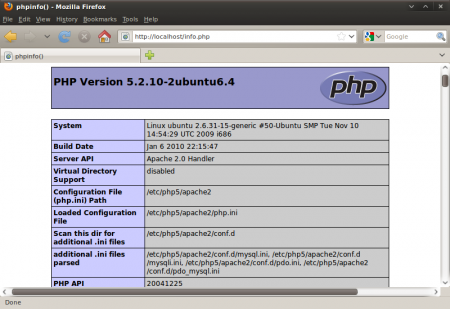 phpinfo() - Mozilla Firefox
File Edit View History Bookmarks Tools Help
http://localhost/info.php
Google
phpinfo()
PHP Version 5.2.10-2ubuntu6.4
php
System
Linux ubuntu 2.6.31-15-generic #50-Ubuntu SMP Tue Nov 10
14:54:29 UTC 2009 i686
Build Date
Jan 6 2010 22:15:47
Server API
Apache 2.0 Handler
Virtual Directory
Support
disabled
Configuration File
(php.ini) Path
/etc/php5/apache2
Loaded Configuration
File
/etc/php5/apache2/php.ini
Scan this dir for
additional .ini files
/etc/php5/apache2/conf.d
additional .ini files
parsed
/etc/php5/apache2/conf.d/mysql.ini, /etc/php5/apache2/conf.d
/mysqli.ini, /etc/php5/apache2/conf.d/pdo.ini, /etc/php5/apache2
/conf.d/pdo_mysql.ini
PHP API
20041225
Done